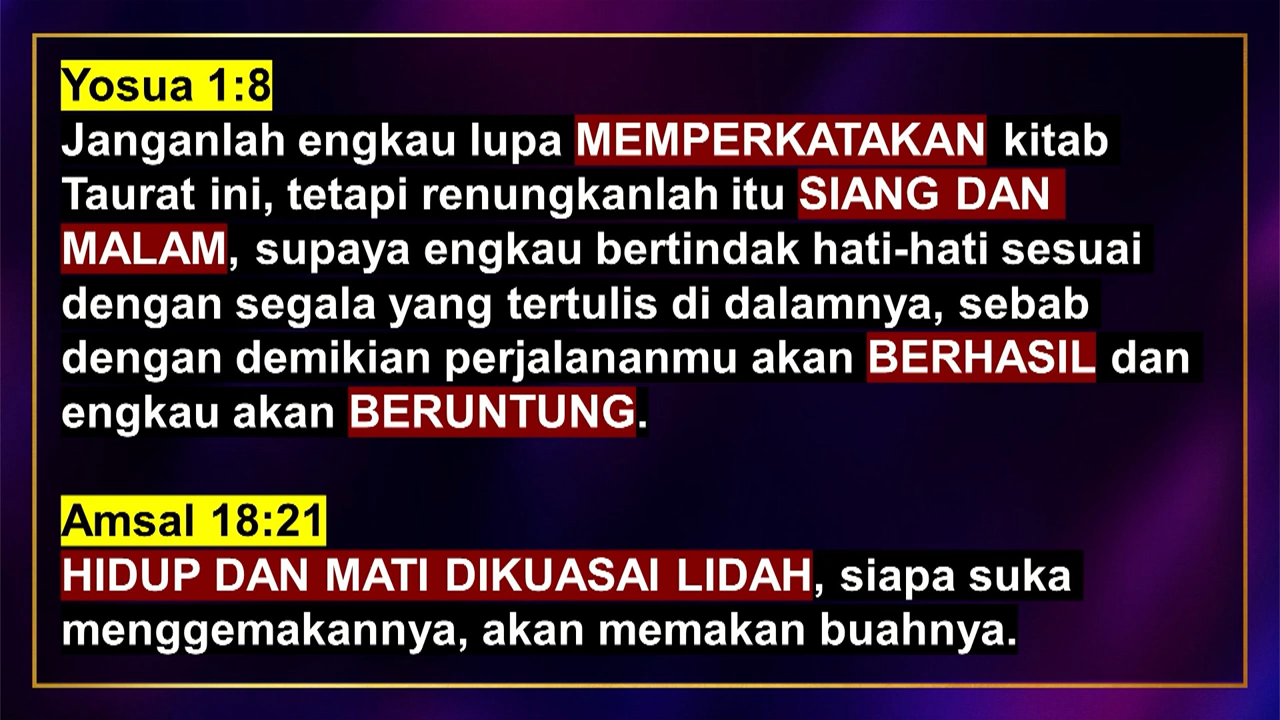 Yosua 1:8
Janganlah engkau lupa MEMPERKATAKAN kitab
Taurat ini, tetapi renungkanlah itu SIANG DAN
MALAM, supaya engkau bertindak hati-hati sesuai
dengan segala yang tertulis di dalamnya, sebab
dengan demikian perjalananmu akan BERHASIL dan
engkau akan BERUNTUNG.
Amsal 18:21
HIDUP DAN MATI DIKUASAI LIDAH, siapa suka
menggemakannya, akan memakan buahnya.